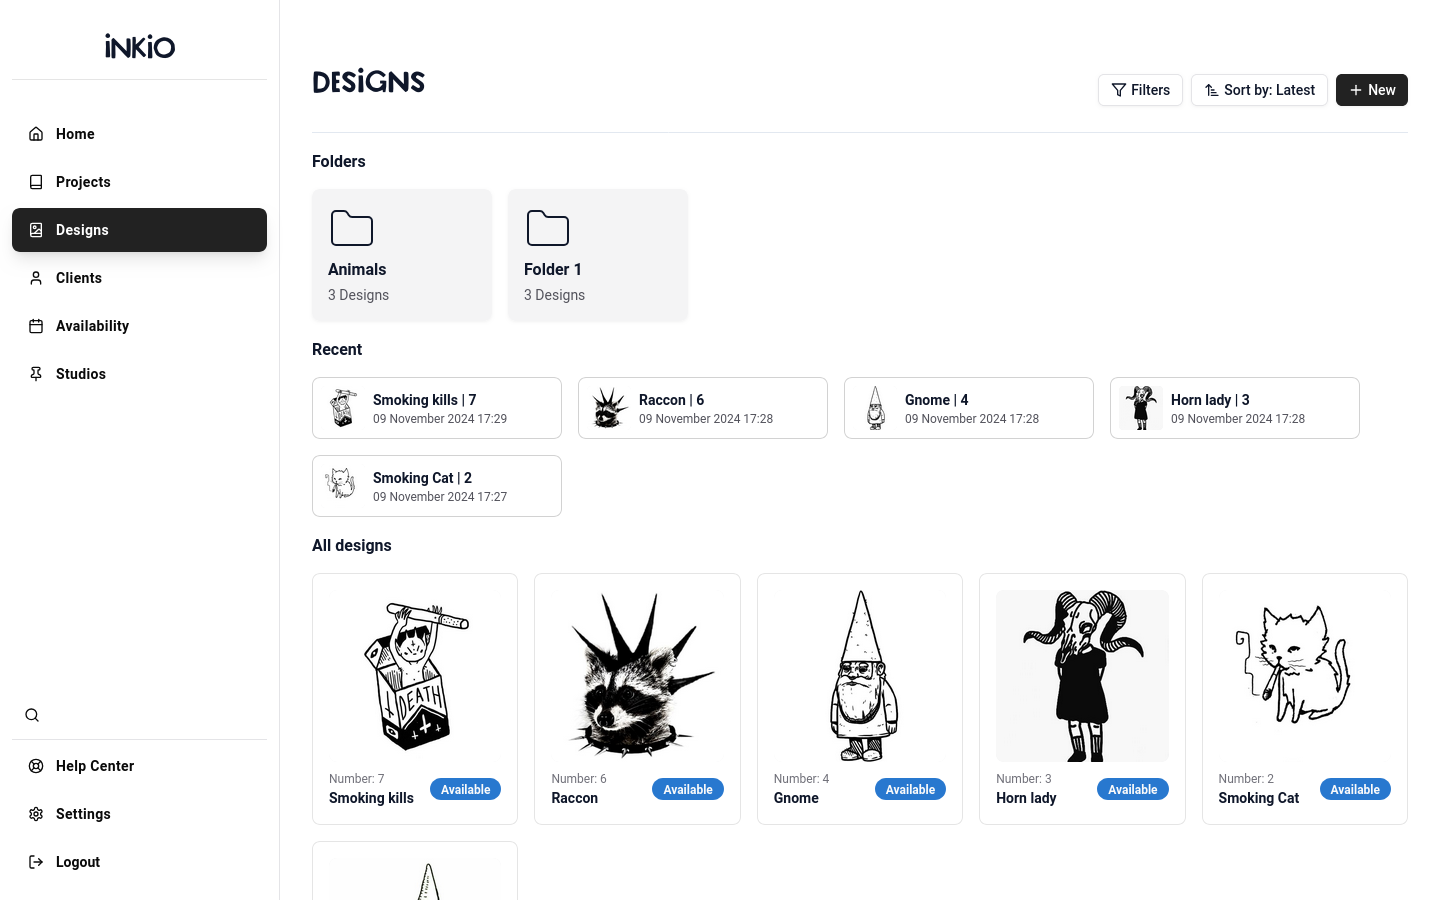 iNKiO
Home
Projects
Designs
Clients
Availability
Studios
Help Center
Settings
Logout
DESiGNS
Filters
Sort by: Latest
New
Folders
Animals
3 Designs
Folder 1
3 Designs
Recent
Smoking kills | 7
09 November 2024 17:29
Raccon | 6
09 November 2024 17:28
Gnome | 4
09 November 2024 17:28
Horn lady | 3
09 November 2024 17:28
Smoking Cat | 2
09 November 2024 17:27
All designs
DEATH
Number: 7
Smoking kills
Available
Number: 6
Raccon
Available
Number: 4
Gnome
Available
Number: 3
Horn lady
Available
Number: 2
Smoking Cat
Available